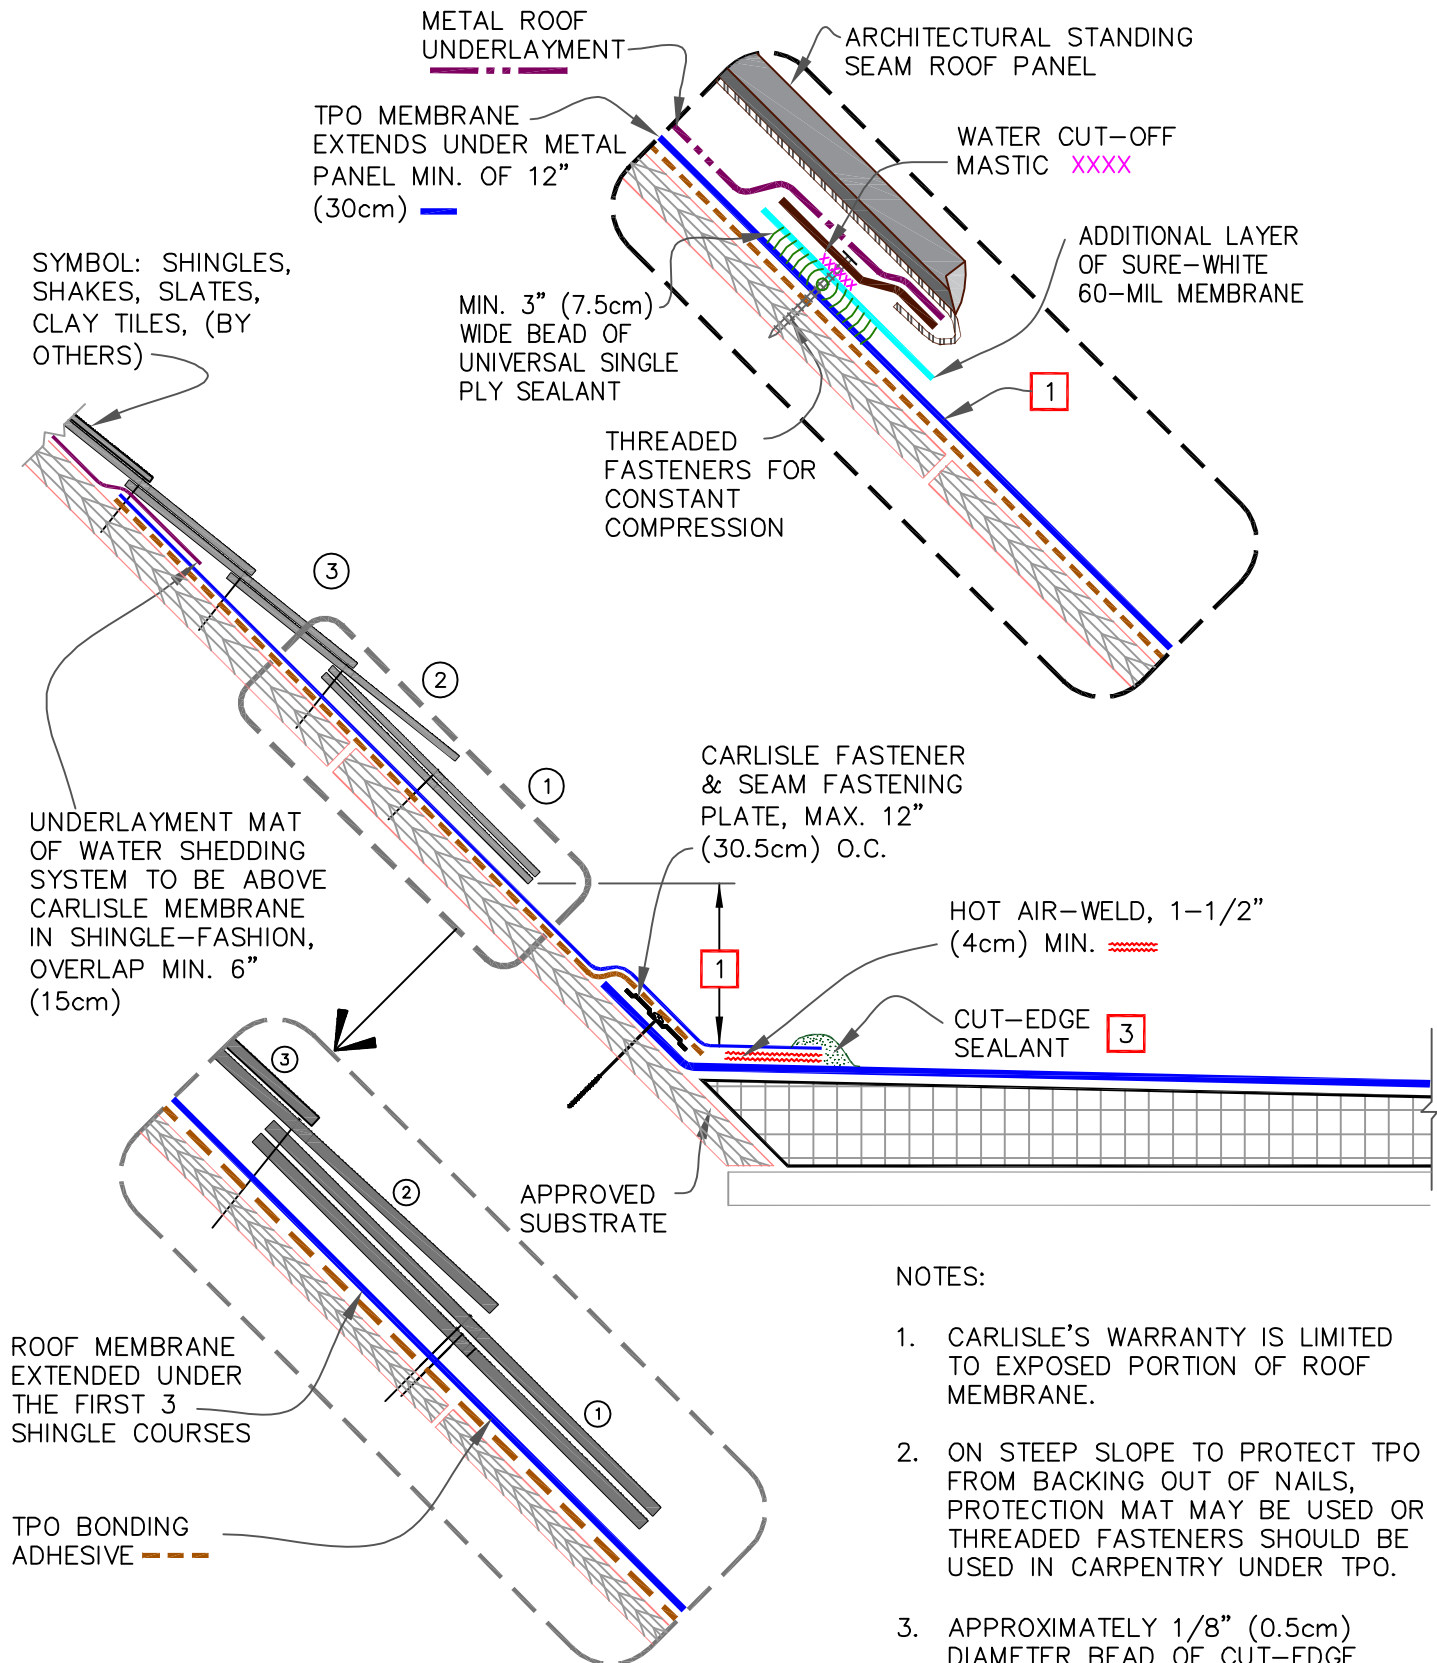 METAL ROOF
UNDERLAYMENT
ARCHITECTURAL STANDING
SEAM ROOF PANEL
TPO MEMBRANE
EXTENDS UNDER METAL
PANEL MIN. OF 12”
(30cm)
WATER CUT-OFF
MASTIC XXXX
XXXX
XXXX
SYMBOL: SHINGLES,
SHAKES, SLATES,
CLAY TILES, (BY
OTHERS)
ADDITIONAL LAYER
OF SURE-WHITE
60-MIL MEMBRANE
MIN. 3” (7.5cm)
WIDE BEAD OF
UNIVERSAL SINGLE
PLY SEALANT
1
THREADED
FASTENERS FOR
CONSTANT
COMPRESSION
3
2
1
CARLISLE FASTENER
& SEAM FASTENING
PLATE, MAX. 12”
(30.5cm) O.C.
UNDERLAYMENT MAT
OF WATER SHEDDING
SYSTEM TO BE ABOVE
CARLISLE MEMBRANE
IN SHINGLE-FASHION,
OVERLAP MIN. 6”
(15cm)
HOT AIR-WELD, 1-1/2”
(4cm) MIN.
1
CUT-EDGE
SEALANT
3
3
2
1
APPROVED
SUBSTRATE
ROOF MEMBRANE
EXTENDED UNDER
THE FIRST 3
SHINGLE COURSES
TPO BONDING
ADHESIVE
NOTES:
1. CARLISLE'S WARRANTY IS LIMITED
TO EXPOSED PORTION OF ROOF
MEMBRANE.
2. ON STEEP SLOPE TO PROTECT TPO
FROM BACKING OUT OF NAILS,
PROTECTION MAT MAY BE USED OR
THREADED FASTENERS SHOULD BE
USED IN CARPENTRY UNDER TPO.
3. APPROXIMATELY 1/8” (0.5cm)
DIAMETER BEAD OF CUT-EDGE